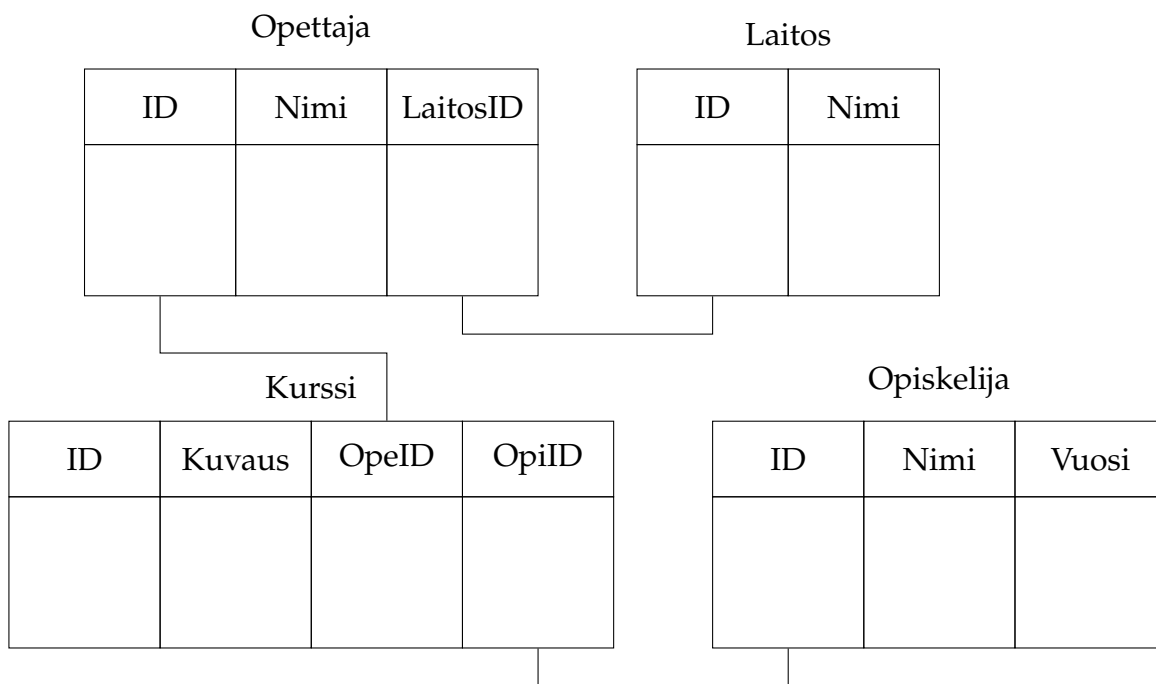 Opettaja
Laitos
ID Nimi LaitosID
ID Nimi
Kurssi
Opiskelija
ID Kuvaus OpeID OpiID
ID Nimi Vuosi